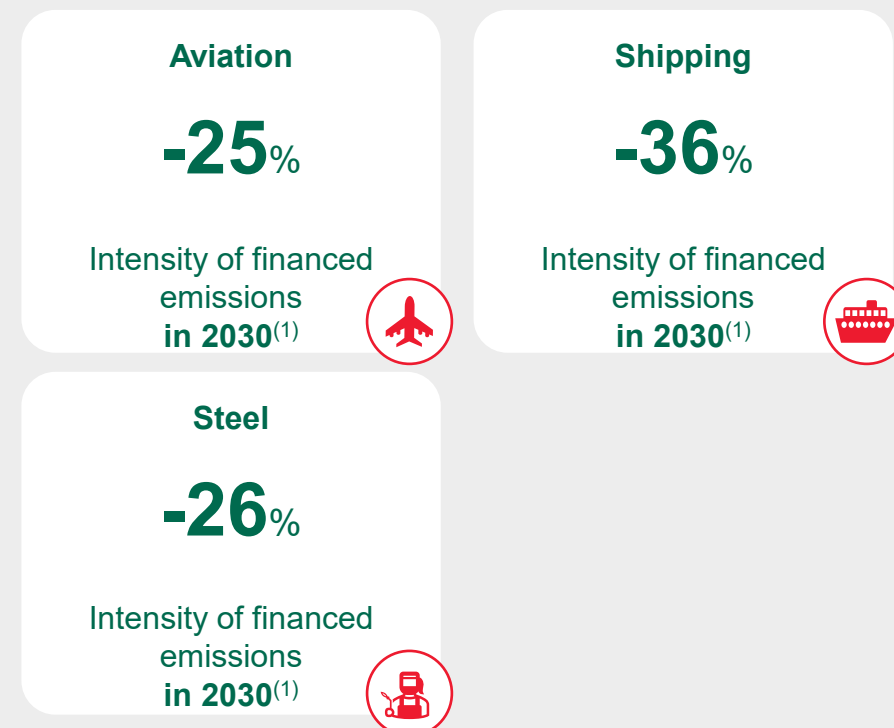 Aviation
-25%
Intensity of financed
emissions
in 2030(1)
Shipping
-36%
Intensity of financed
emissions
in 2030(1)
Steel
-26%
Intensity of financed
emissions
in 2030(1)